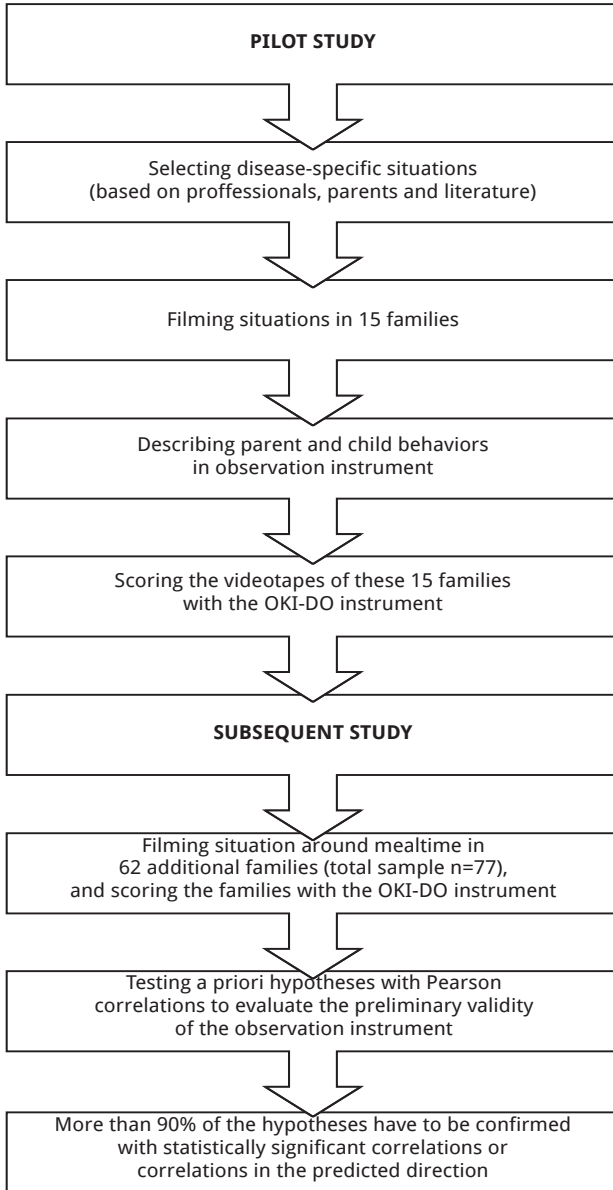 PILOT STUDY
Selecting disease-specific situations
(based on proffessionals, parents and literature)
Filming situations in 15 families
Describing parent and child behaviors
in observation instrument
Scoring the videotapes of these 15 families
with the OKI-DO instrument
SUBSEQUENT STUDY
Filming situation around mealtime in
62 additional families (total sample n=77),
and scoring the families with the OKI-DO instrument
Testing a priori hypotheses with Pearson
correlations to evaluate the preliminary validity
of the observation instrument
More than 90% of the hypotheses have to be confirmed
with statistically significant correlations or
correlations in the predicted direction